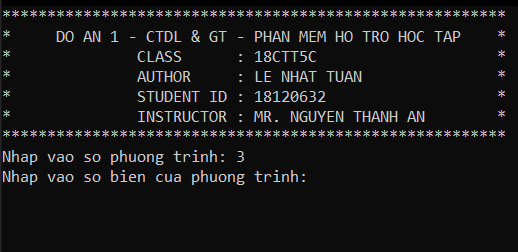 ********************************************************
* DO AN 1 - CTDL & GT - PHAN MEM HO TRO HOC TAP *
* CLASS : 18CTT5C *
* AUTHOR : LE NHAT TUAN *
* STUDENT ID : 18120632 *
* INSTRUCTOR : MR. NGUYEN THANH AN *
********************************************************
Nhap vao so phuong trinh: 3
Nhap vao so bien cua phuong trinh: